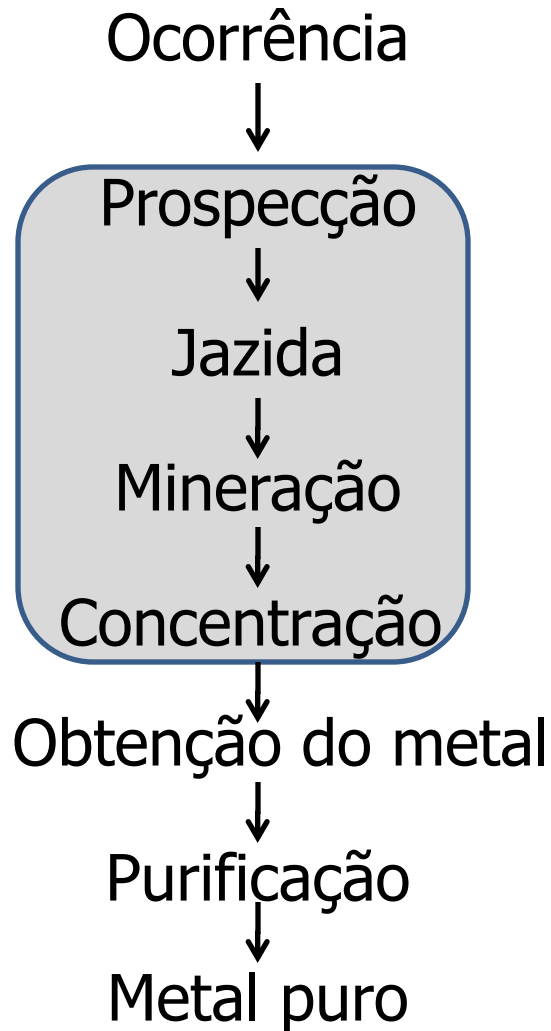 Ocorrência
Prospecção
Jazida
Mineração
Concentração
Obtenção do metal
Purificação
Metal puro